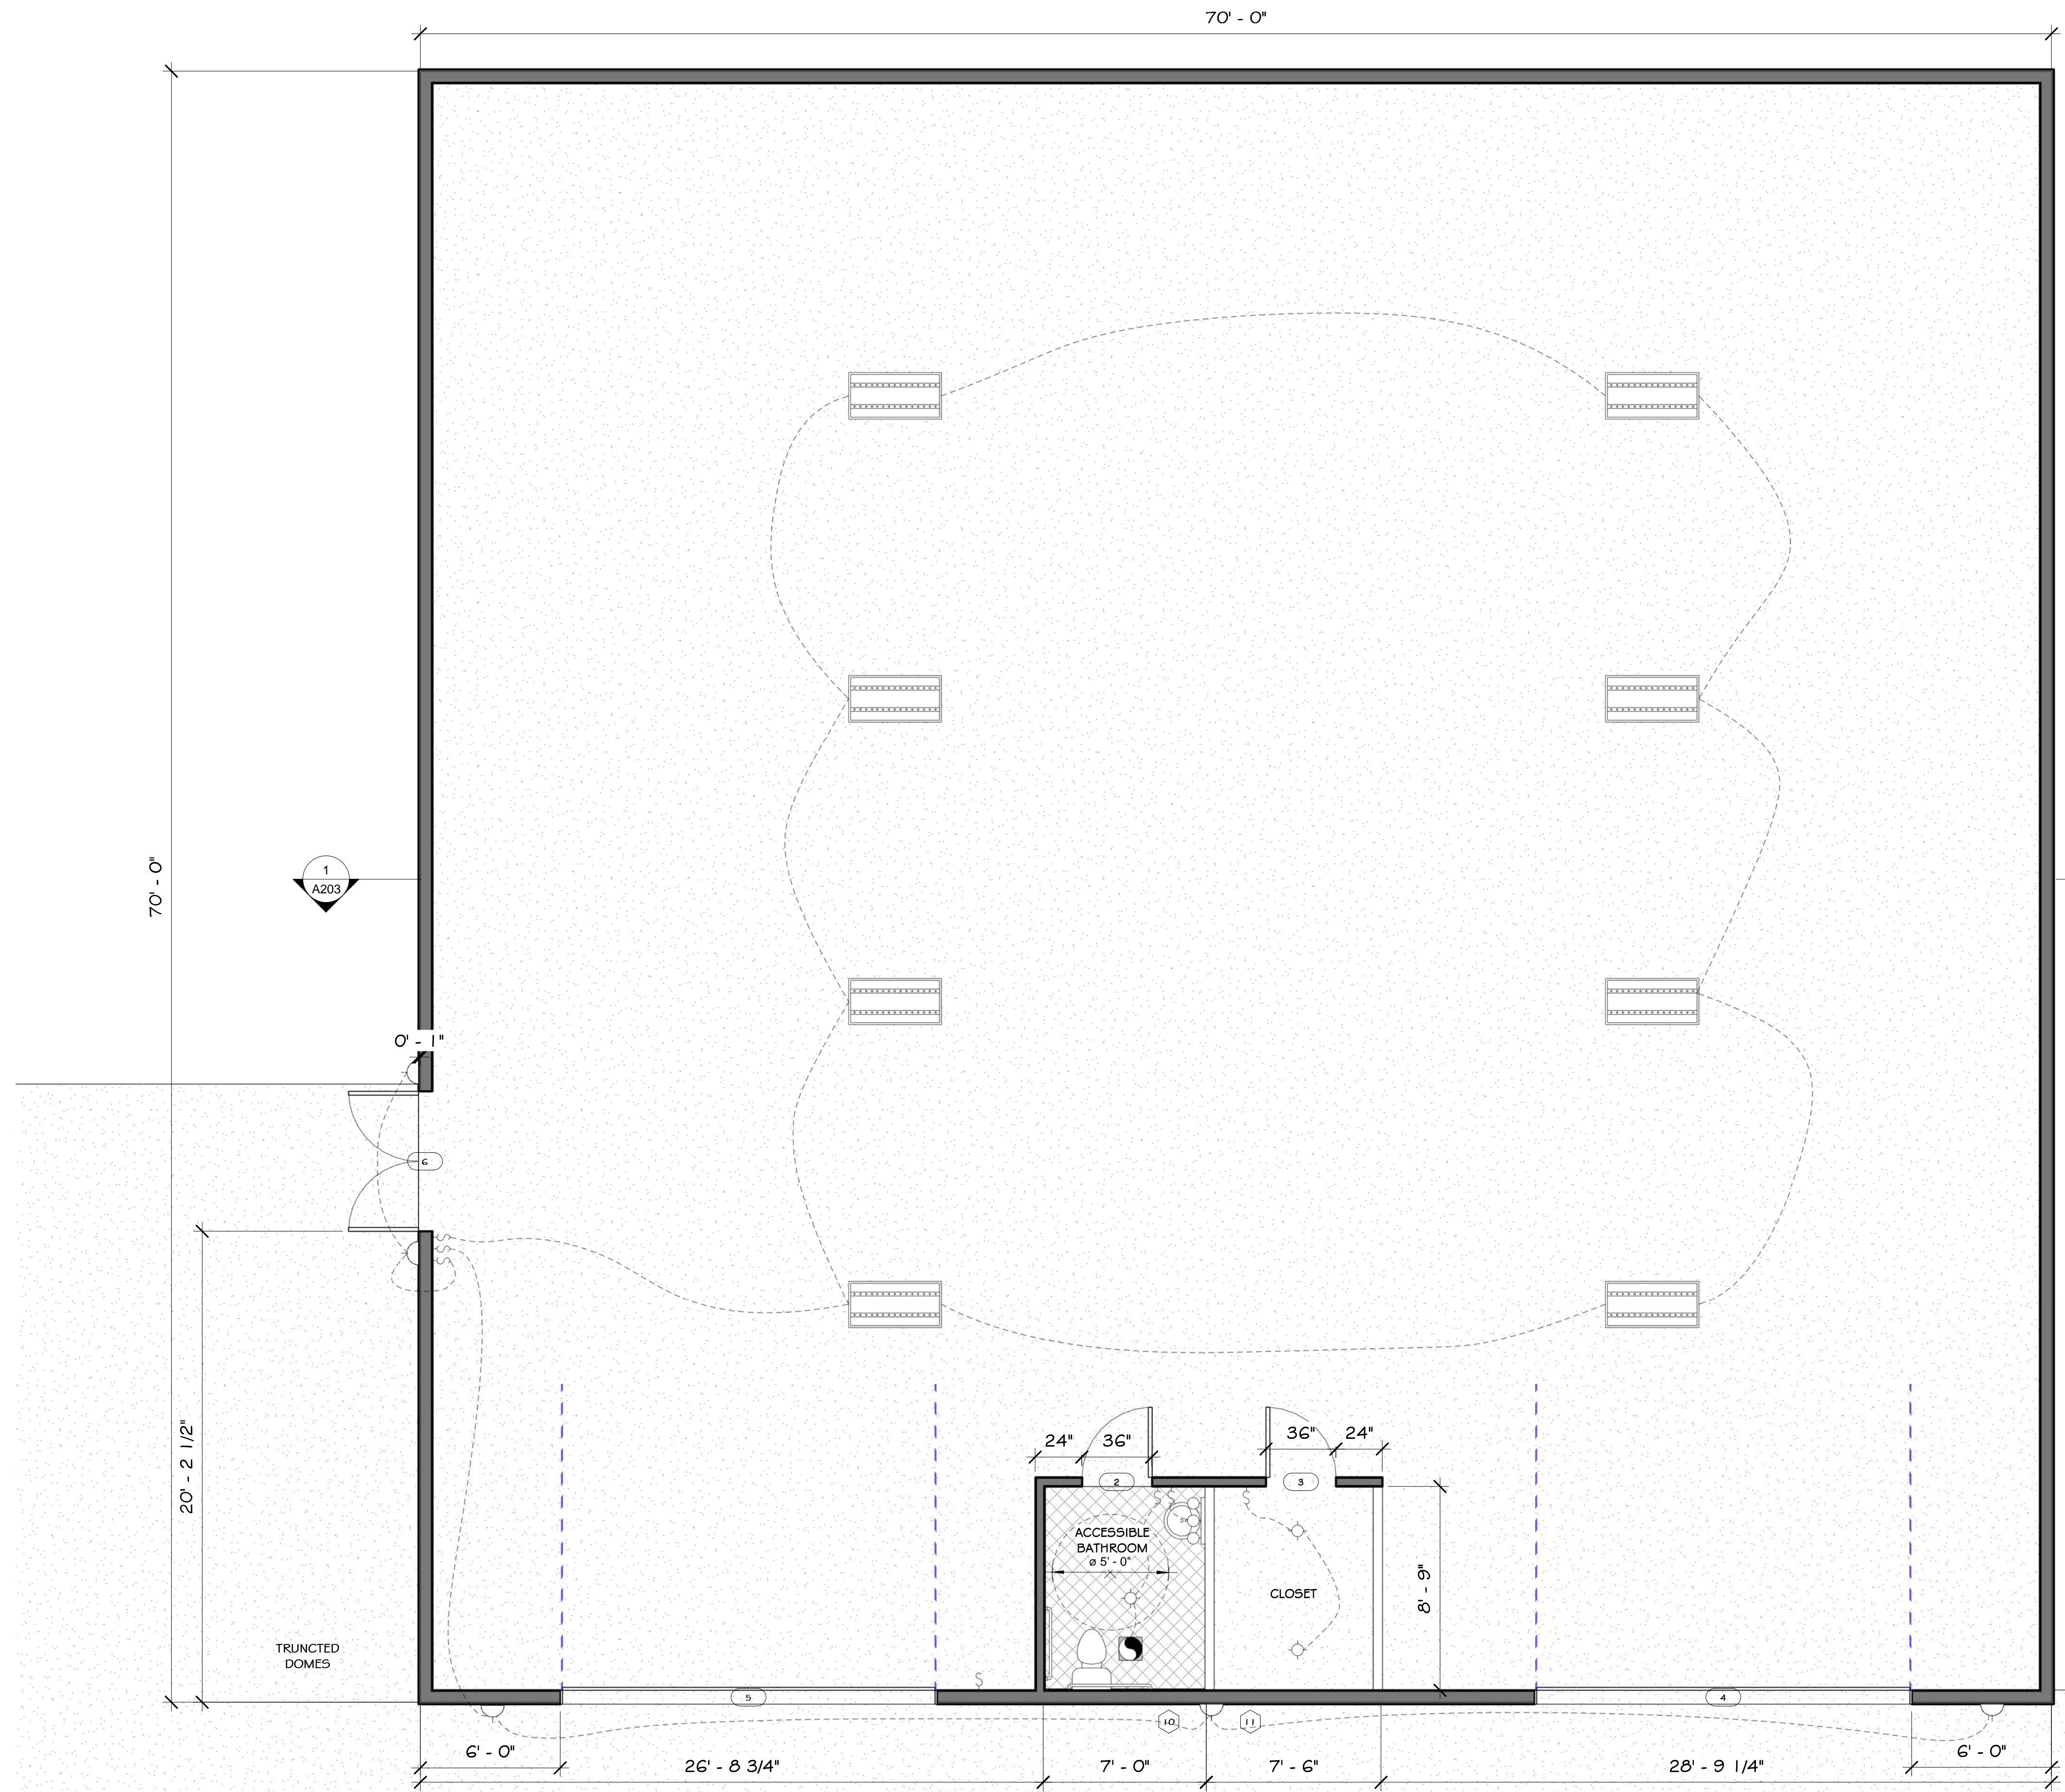 70' - 0"
70' - 0"
1
A203
0' - 1"
6
20' - 2 1/2"
24" 36" 36" 24"
2 3
ACCESSIBLE
BATHROOM
ø 5' - 0"
CLOSET
8' - 9"
TRUNCTED
DOMES
5 4
10 11
6' - 0" 6' - 0"
26' - 8 3/4" 7' - 0" 7' - 6" 28' - 9 1/4"